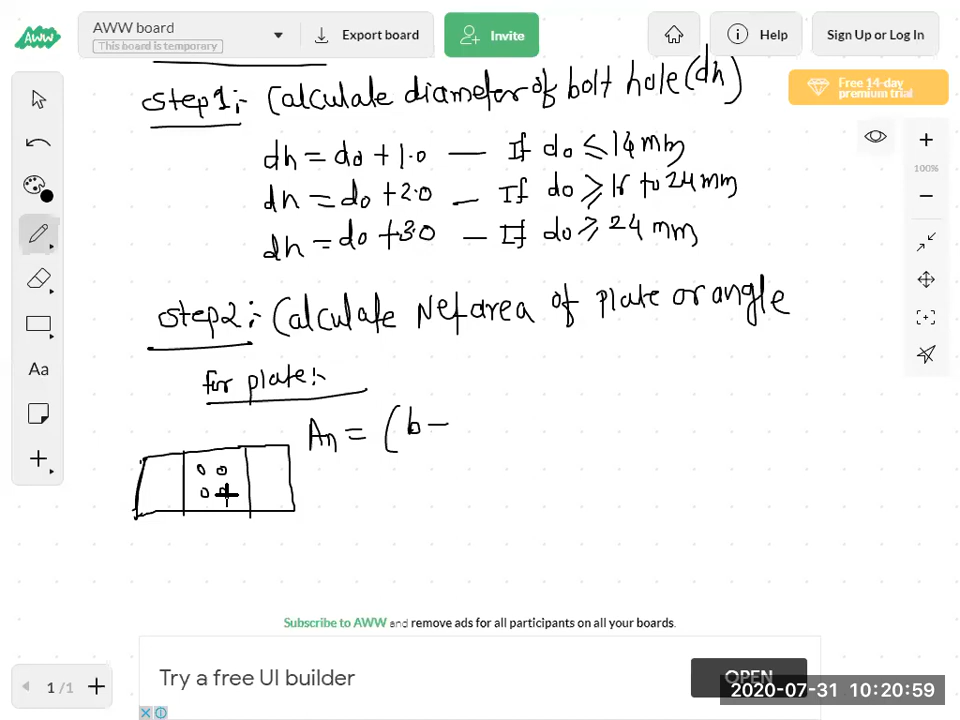 AWW
AWW board
This board is temporary
Export board
Invite
Help
Sign Up or Log In
Free 14-day
premium trial
100%
Step1:- Calculate diameter of bolt hole (dh)
dh = do + 1.0 — If do ≤ 14 mm
dh = do + 2.0 — If do ≥ 16 to 24 mm
dh = do + 3.0 — If do ≥ 24 mm
Step2:- Calculate Net area of plate or angle
for plate:-
An = (b -
Aa
Subscribe to AWW and remove ads for all participants on all your boards.
Try a free UI builder
OPEN
1 / 1
2020-07-31 10:20:59